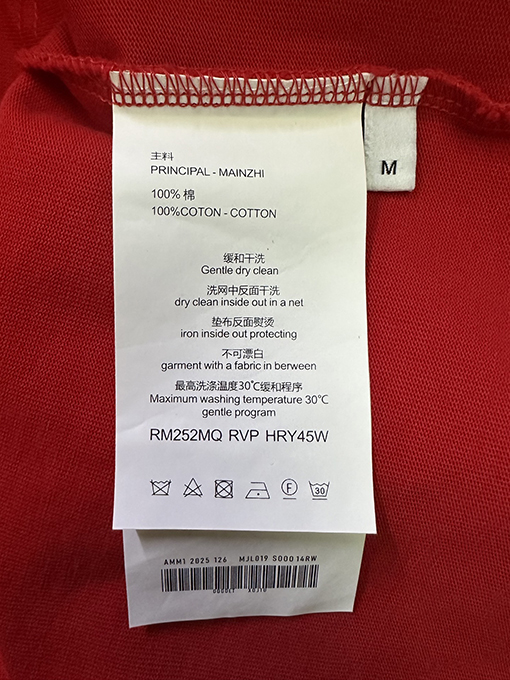 主料
PRINCIPAL - MAINZHI
100% 棉
100%COTON - COTTON
M
缓和干洗
Gentle dry clean
洗网中反面干洗
dry clean inside out in a net
垫布反面熨烫
iron inside out protecting
不可漂白
garment with a fabric in berween
最高洗涤温度30℃缓和程序
Maximum washing temperature 30℃
gentle program
RM252MQ RVP HRY45W
F
30
AMM1 2025 126 MJL019 S00014RW